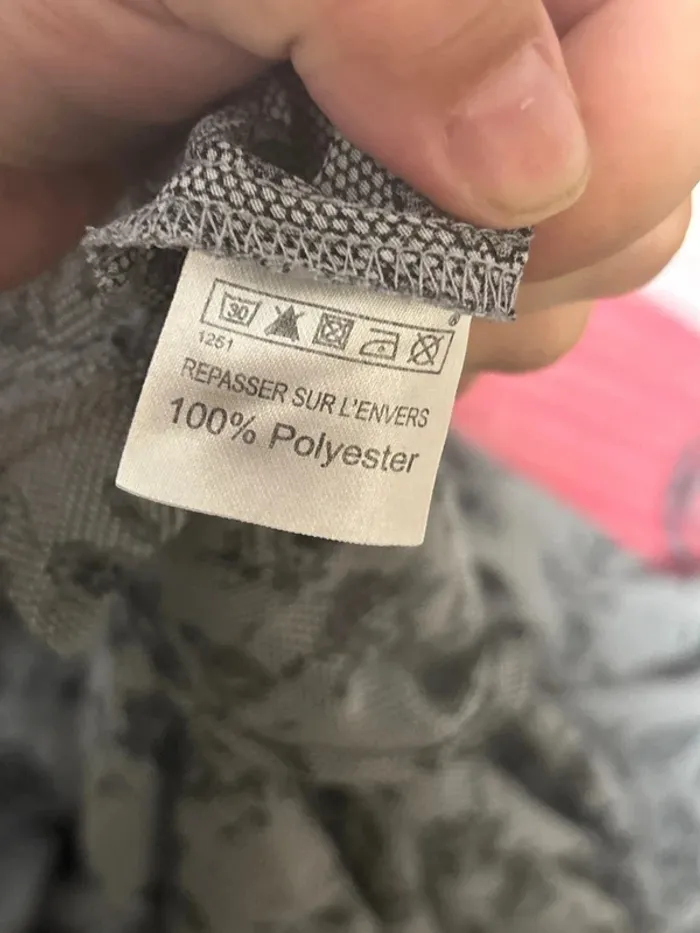 30
1251
REPASSER SUR L'ENVERS
100% Polyester